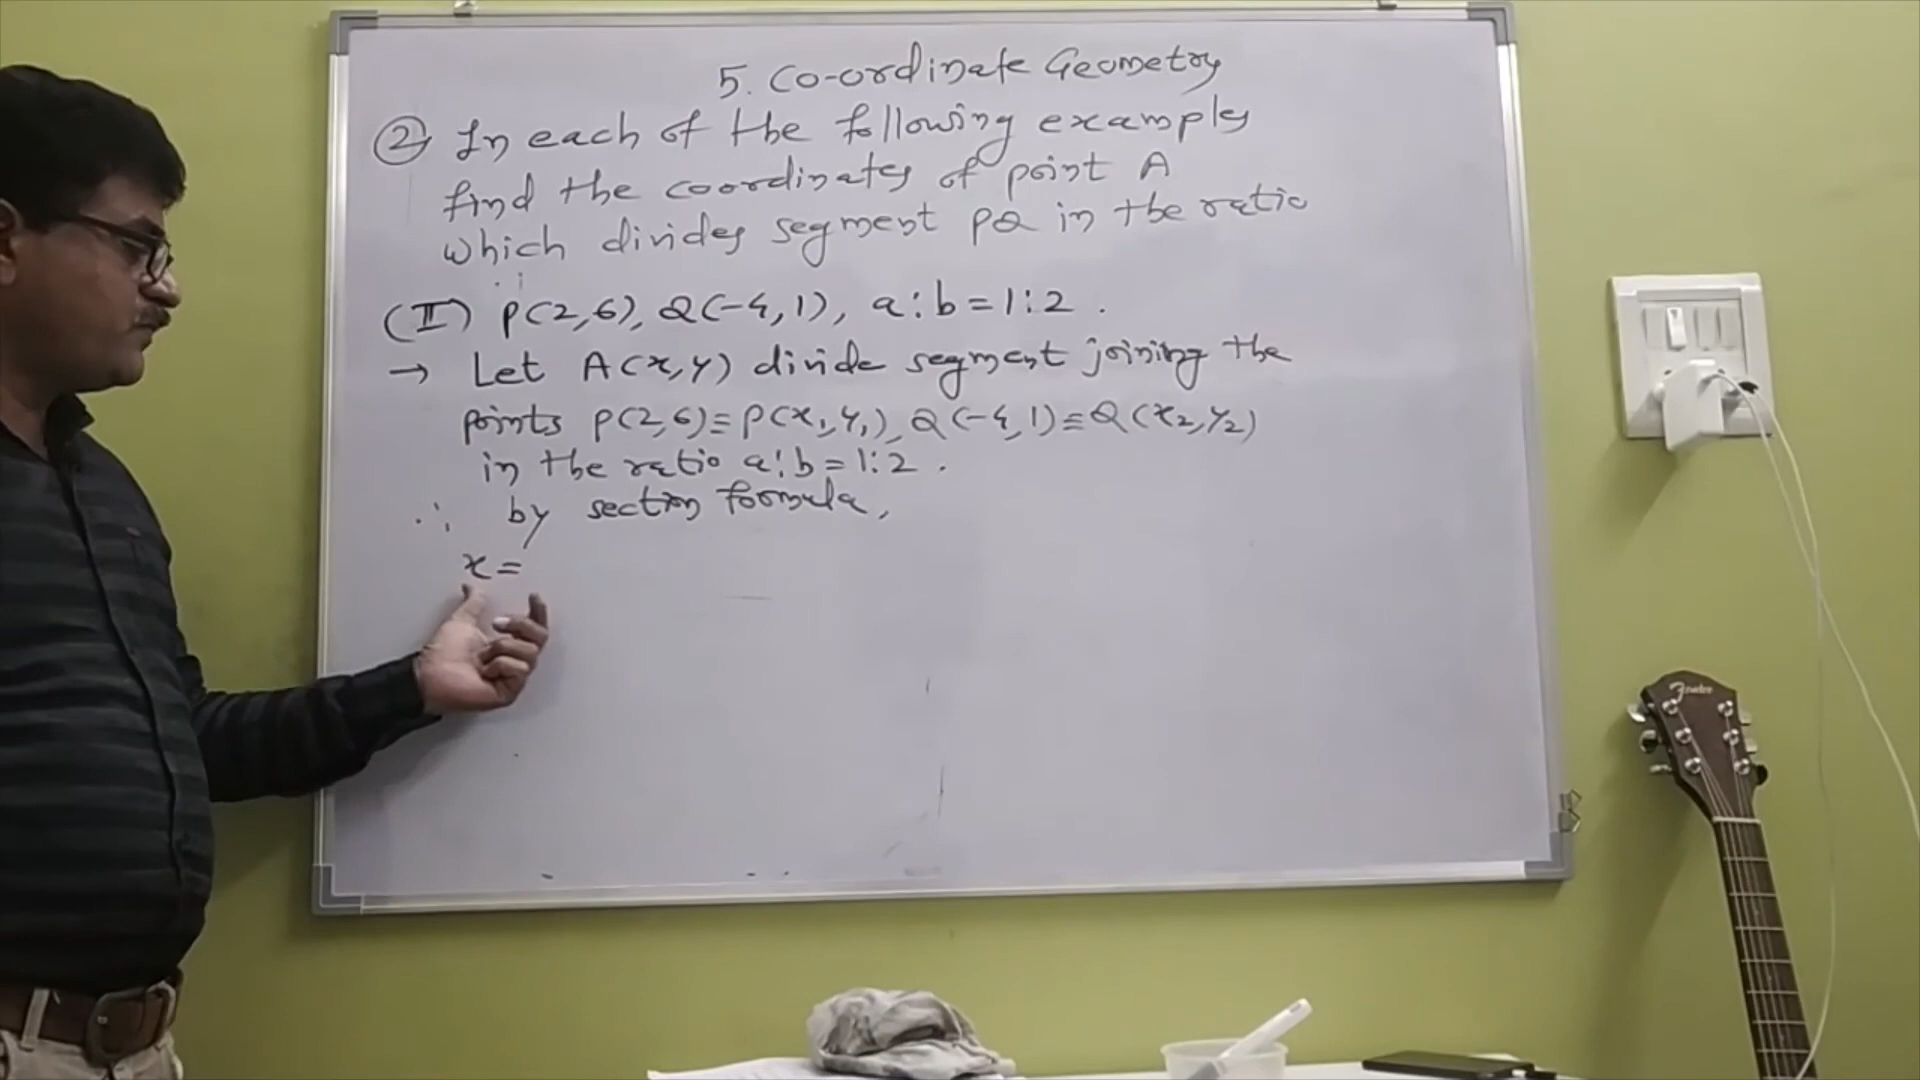 5. Co-ordinate Geometry
② In each of the following examples
find the coordinates of point A
which divides segment PQ in the ratio
(II) P(2,6), Q(-4,1), a:b=1:2.
→ Let A(x,y) divide segment joining the
points P(2,6)≡P(x₁,y₁), Q(-4,1)≡Q(x₂,y₂)
in the ratio a:b=1:2.
∴ by section formula,
x=
Fender